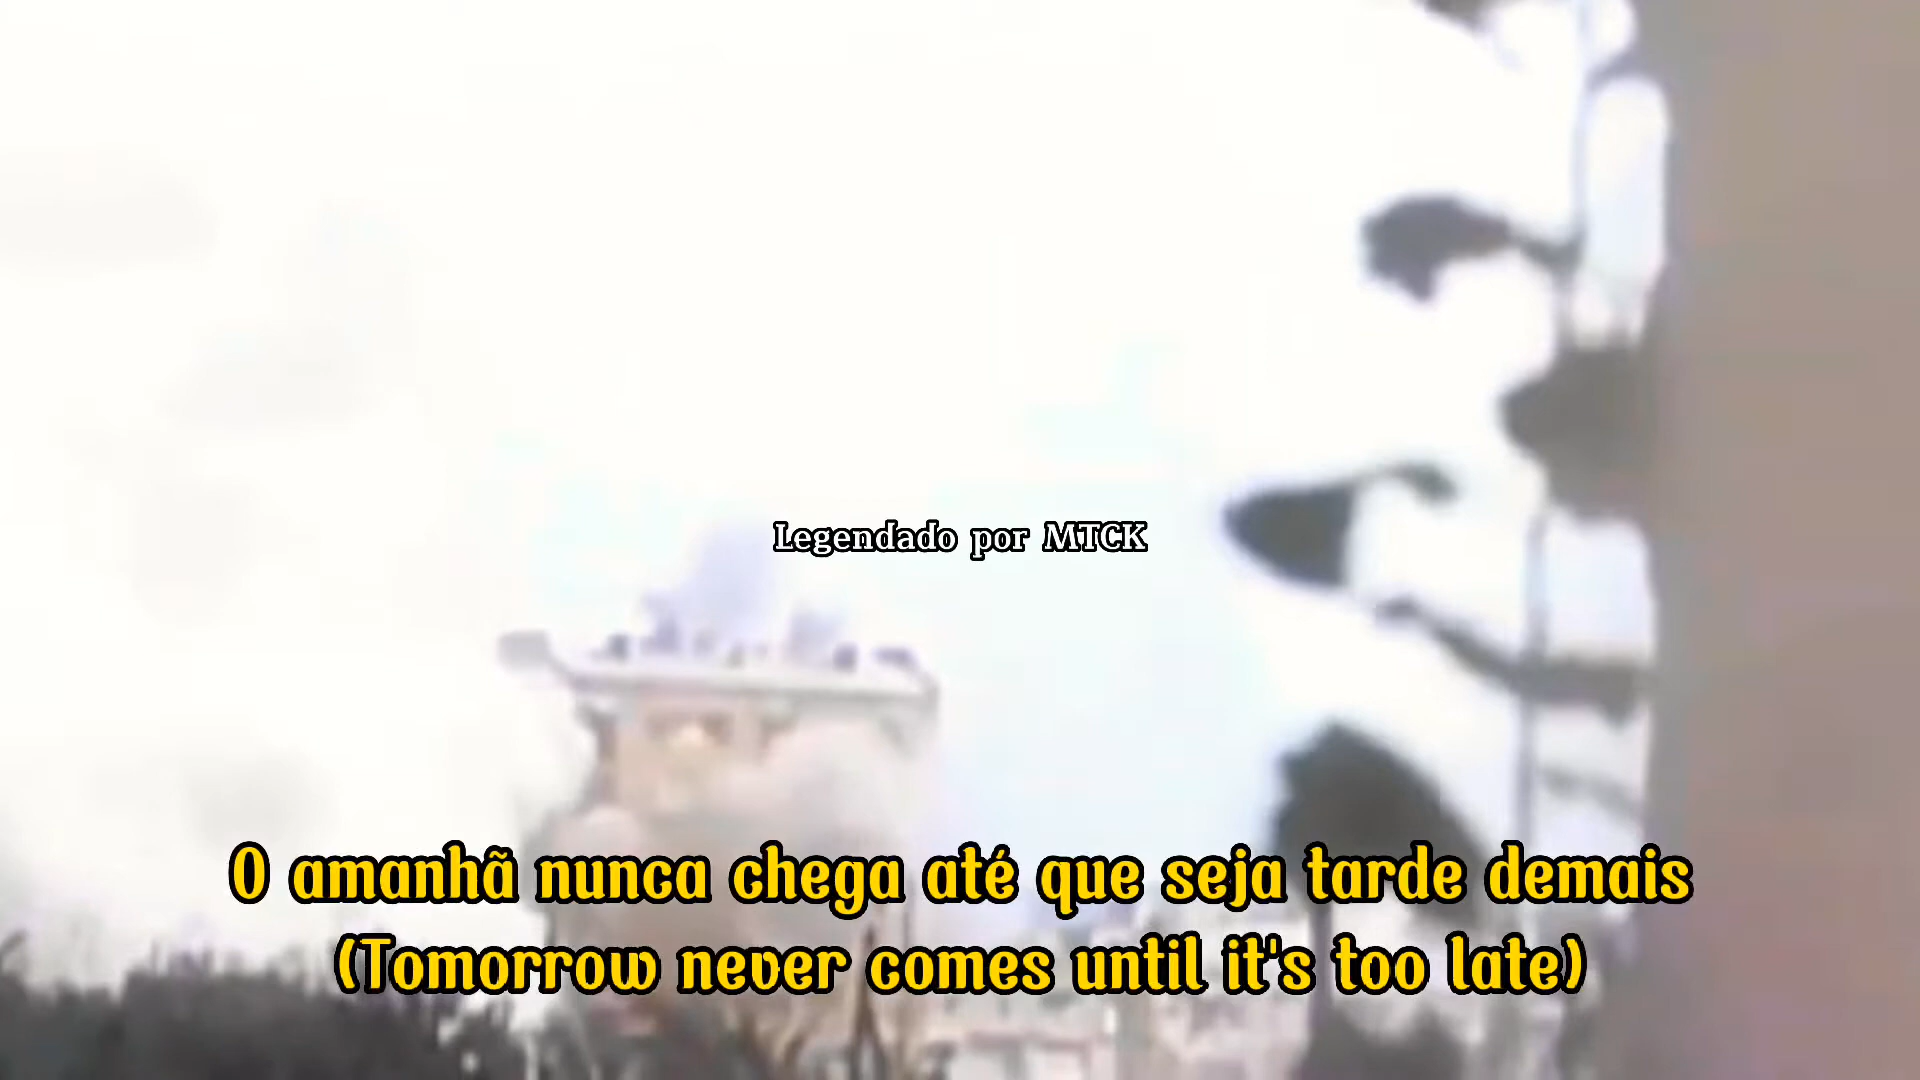 Legendado por MTCK
O amanhã nunca chega até que seja tarde demais
(Tomorrow never comes until it's too late)